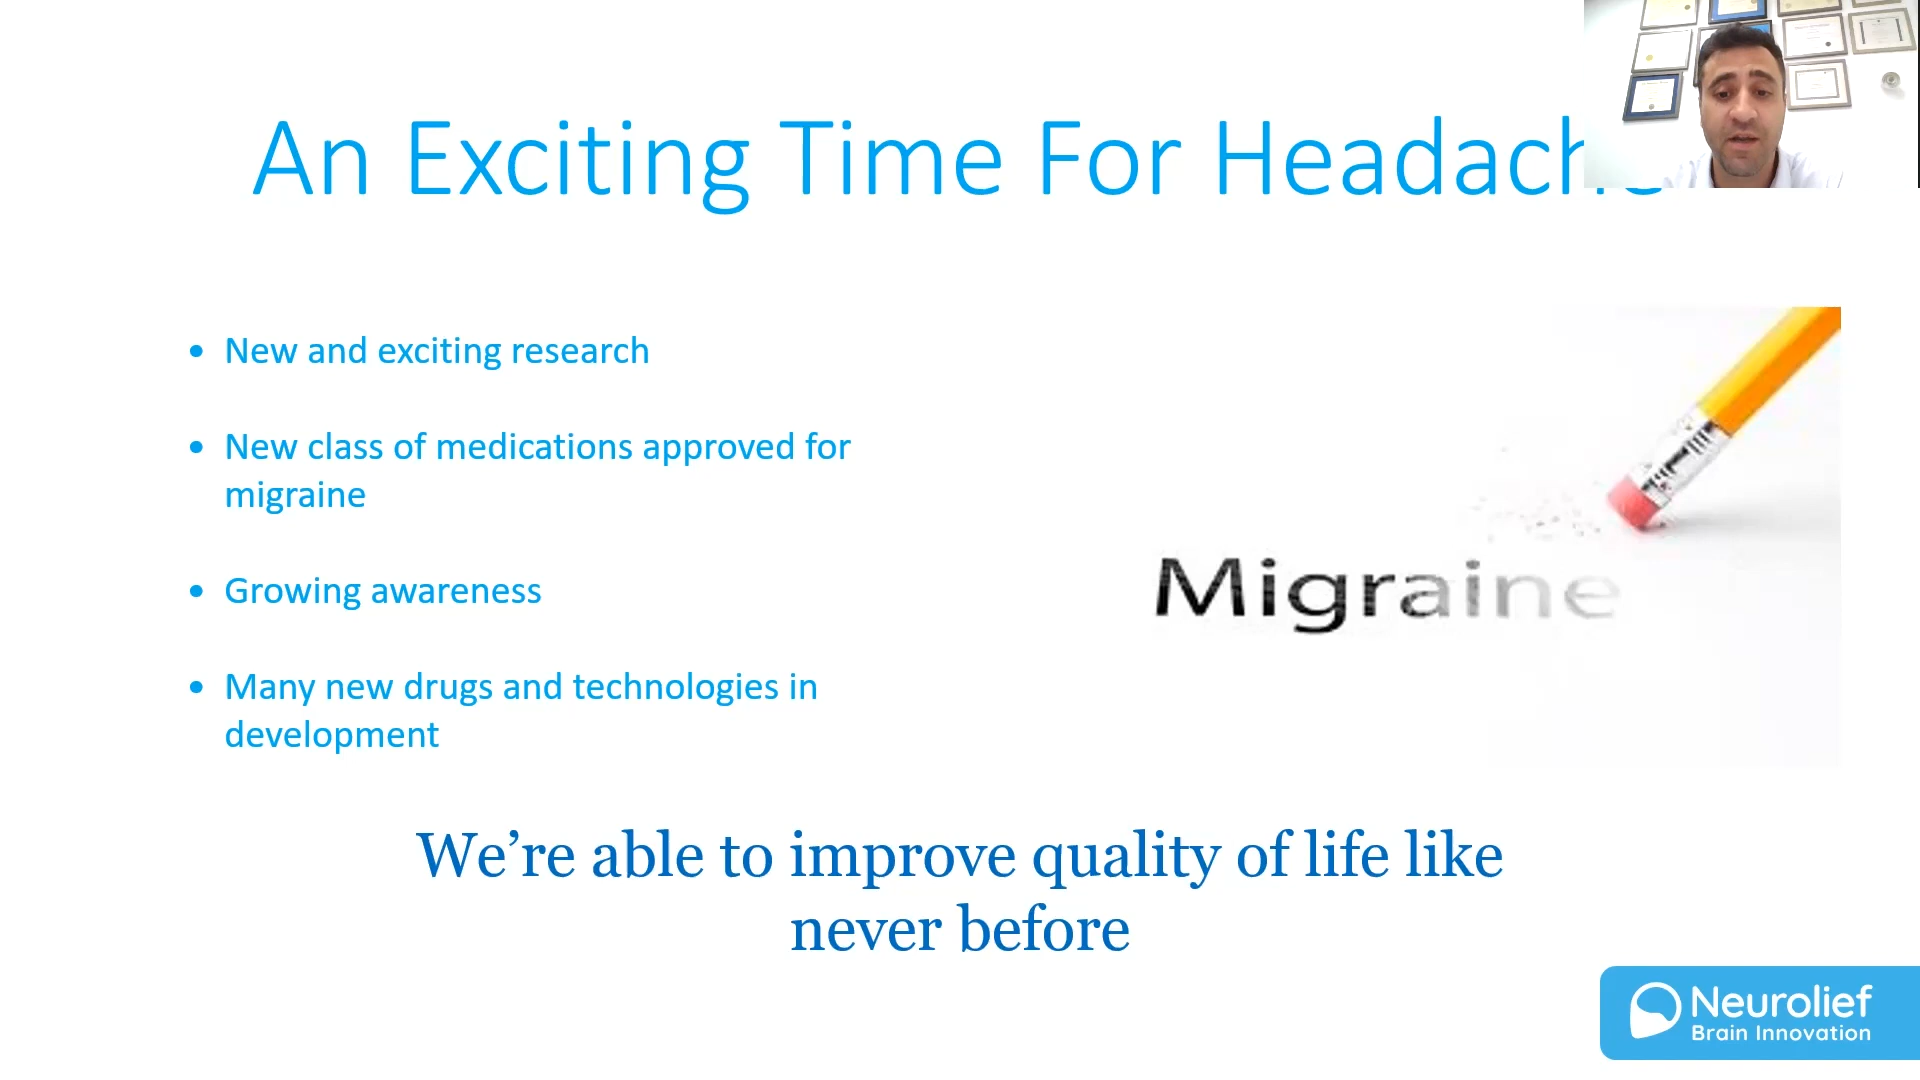 An Exciting Time For Headache
• New and exciting research
• New class of medications approved for
migraine
• Growing awareness
• Many new drugs and technologies in
development
Migraine
We’re able to improve quality of life like
never before
Neurolief
Brain Innovation